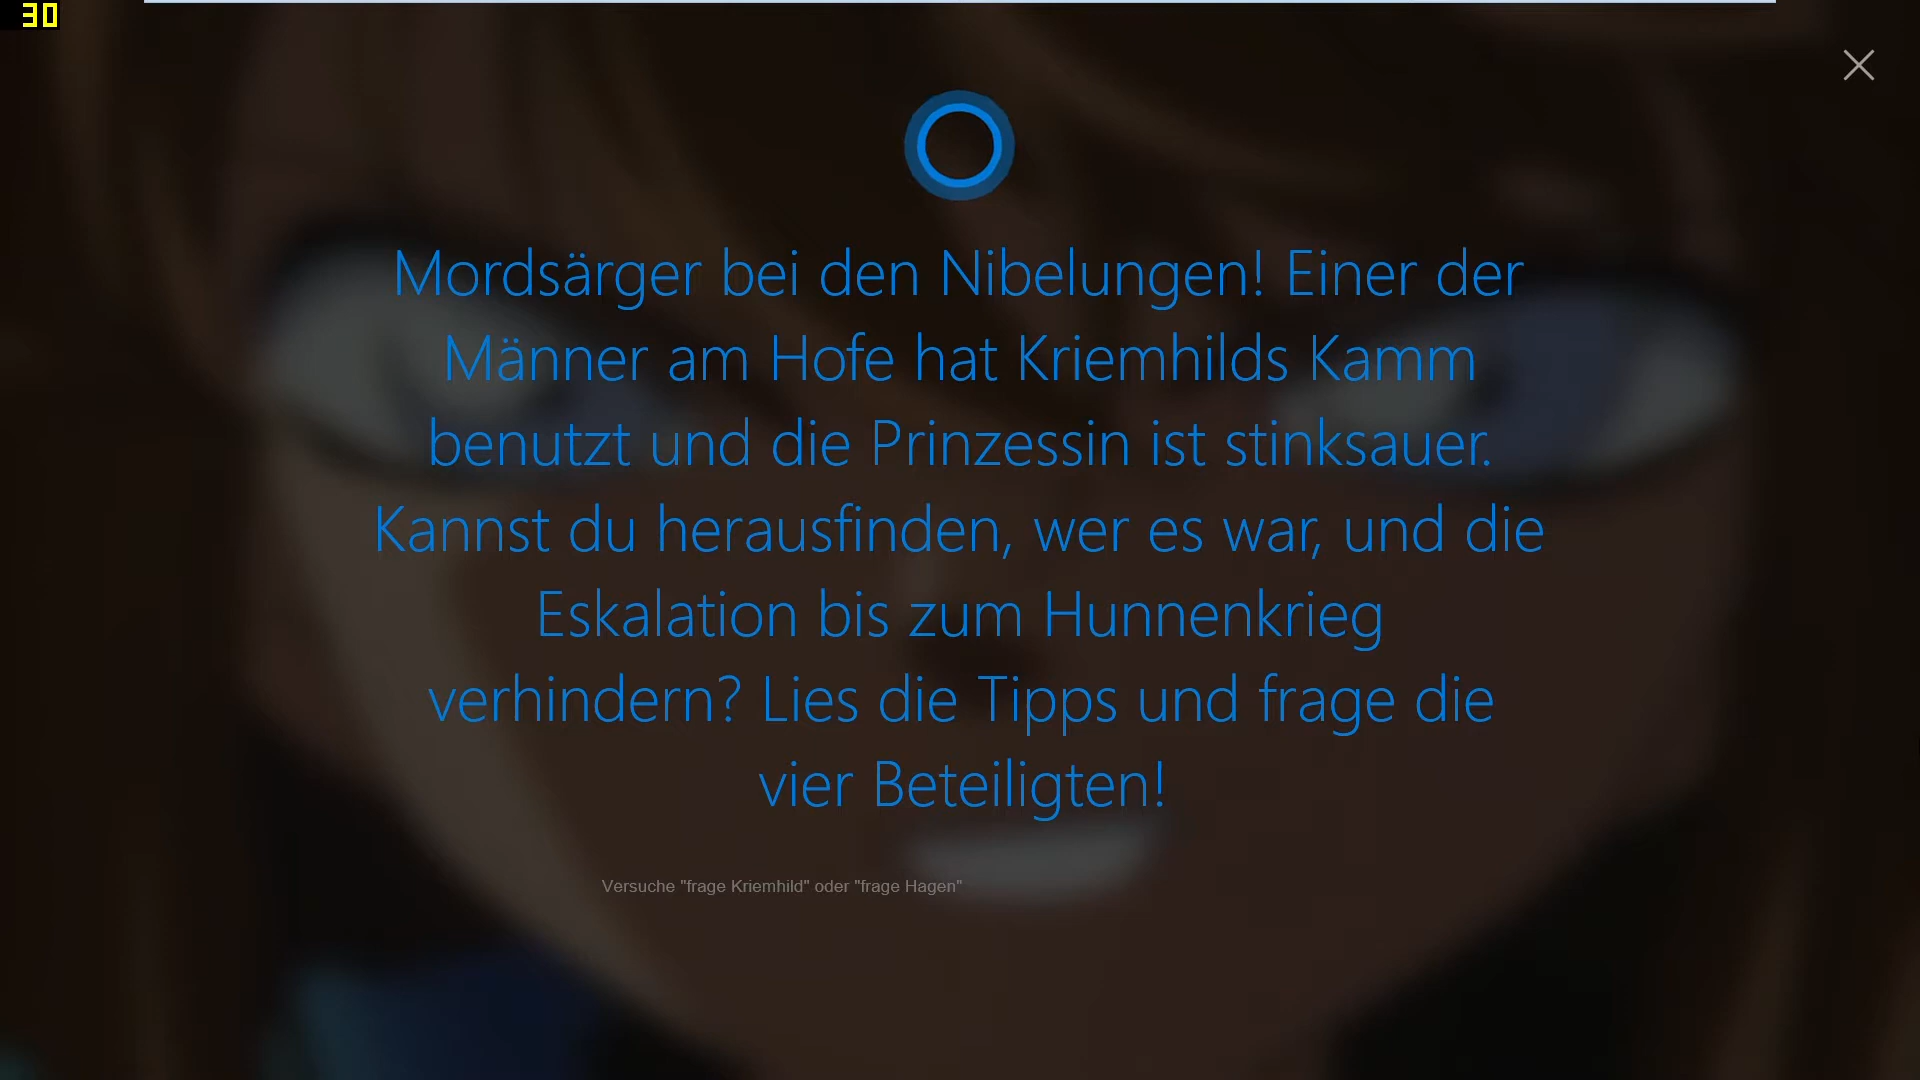 30
Mordsärger bei den Nibelungen! Einer der
Männer am Hofe hat Kriemhilds Kamm
benutzt und die Prinzessin ist stinksauer.
Kannst du herausfinden, wer es war, und die
Eskalation bis zum Hunnenkrieg
verhindern? Lies die Tipps und frage die
vier Beteiligten!
Versuche "frage Kriemhild" oder "frage Hagen"